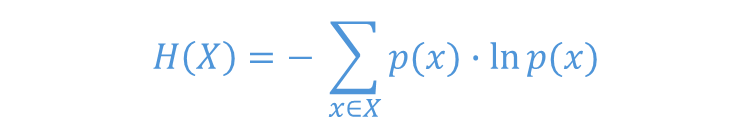 H(X) = − ∑ p(x) · ln p(x)
x∈X